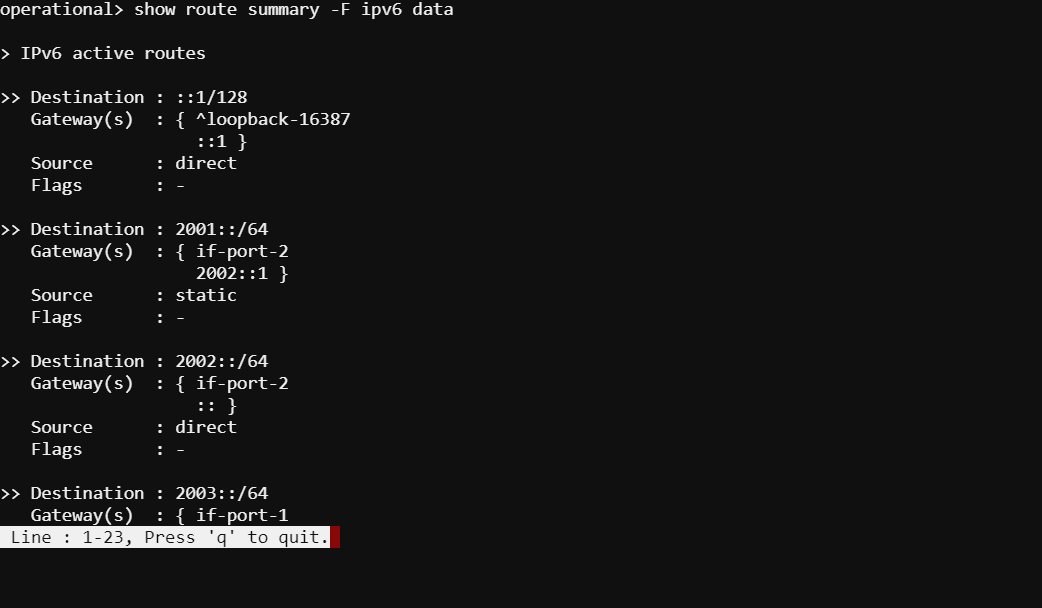 operational> show route summary -F ipv6 data
> IPv6 active routes
>> Destination : ::1/128
Gateway(s)  : { ^loopback-16387
::1 }
Source      : direct
Flags       : -
>> Destination : 2001::/64
Gateway(s)  : { if-port-2
2002::1 }
Source      : static
Flags       : -
>> Destination : 2002::/64
Gateway(s)  : { if-port-2
:: }
Source      : direct
Flags       : -
>> Destination : 2003::/64
Gateway(s)  : { if-port-1
Line : 1-23, Press 'q' to quit.